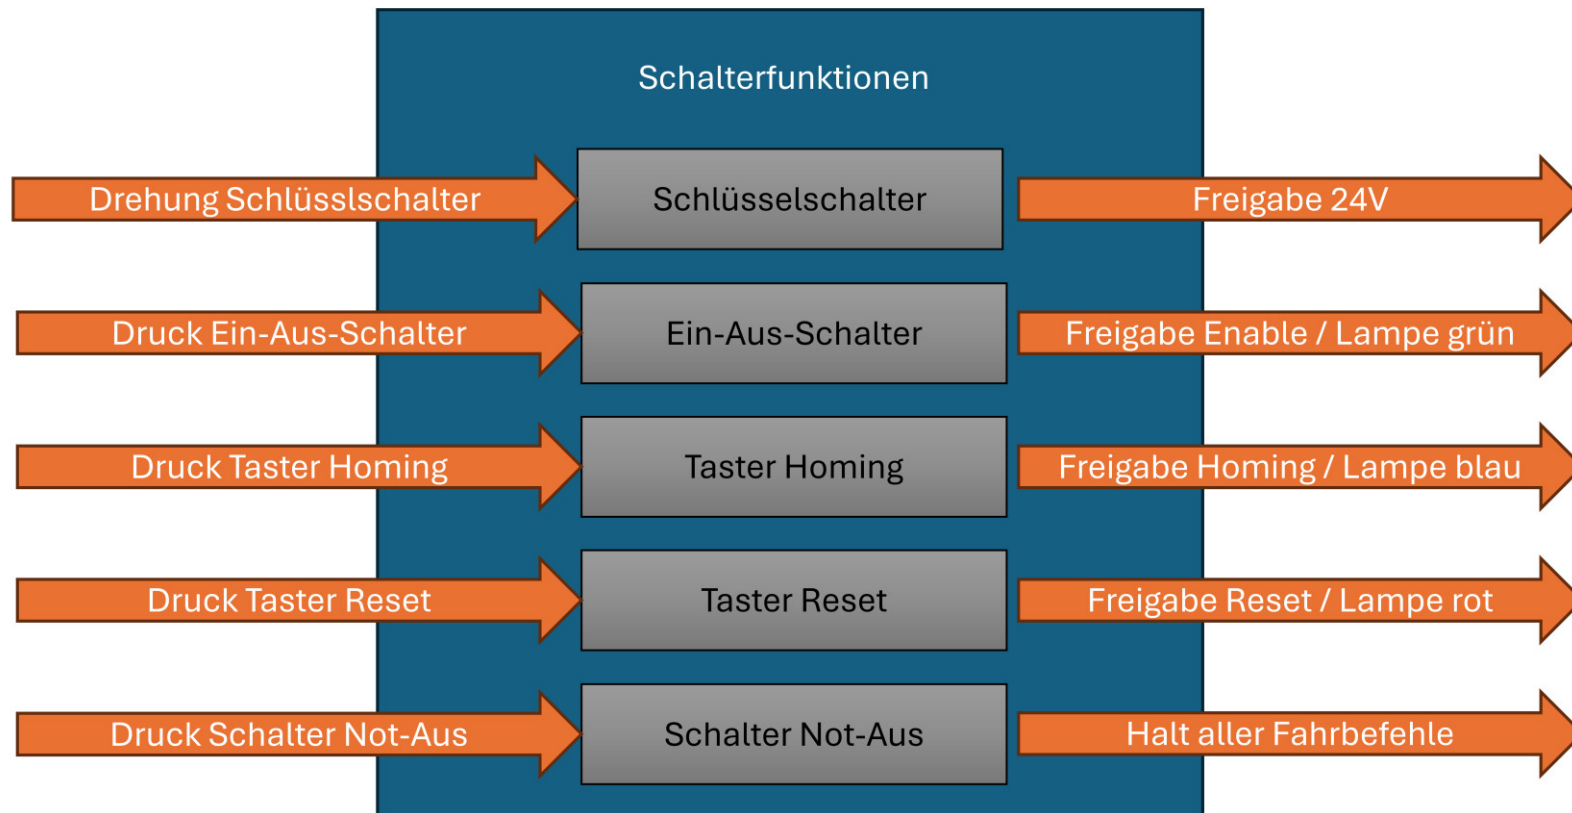 Schalterfunktionen
Drehung Schlüsslschalter
Schlüsselschalter
Freigabe 24V
Druck Ein-Aus-Schalter
Ein-Aus-Schalter
Freigabe Enable / Lampe grün
Druck Taster Homing
Taster Homing
Freigabe Homing / Lampe blau
Druck Taster Reset
Taster Reset
Freigabe Reset / Lampe rot
Druck Schalter Not-Aus
Schalter Not-Aus
Halt aller Fahrbefehle